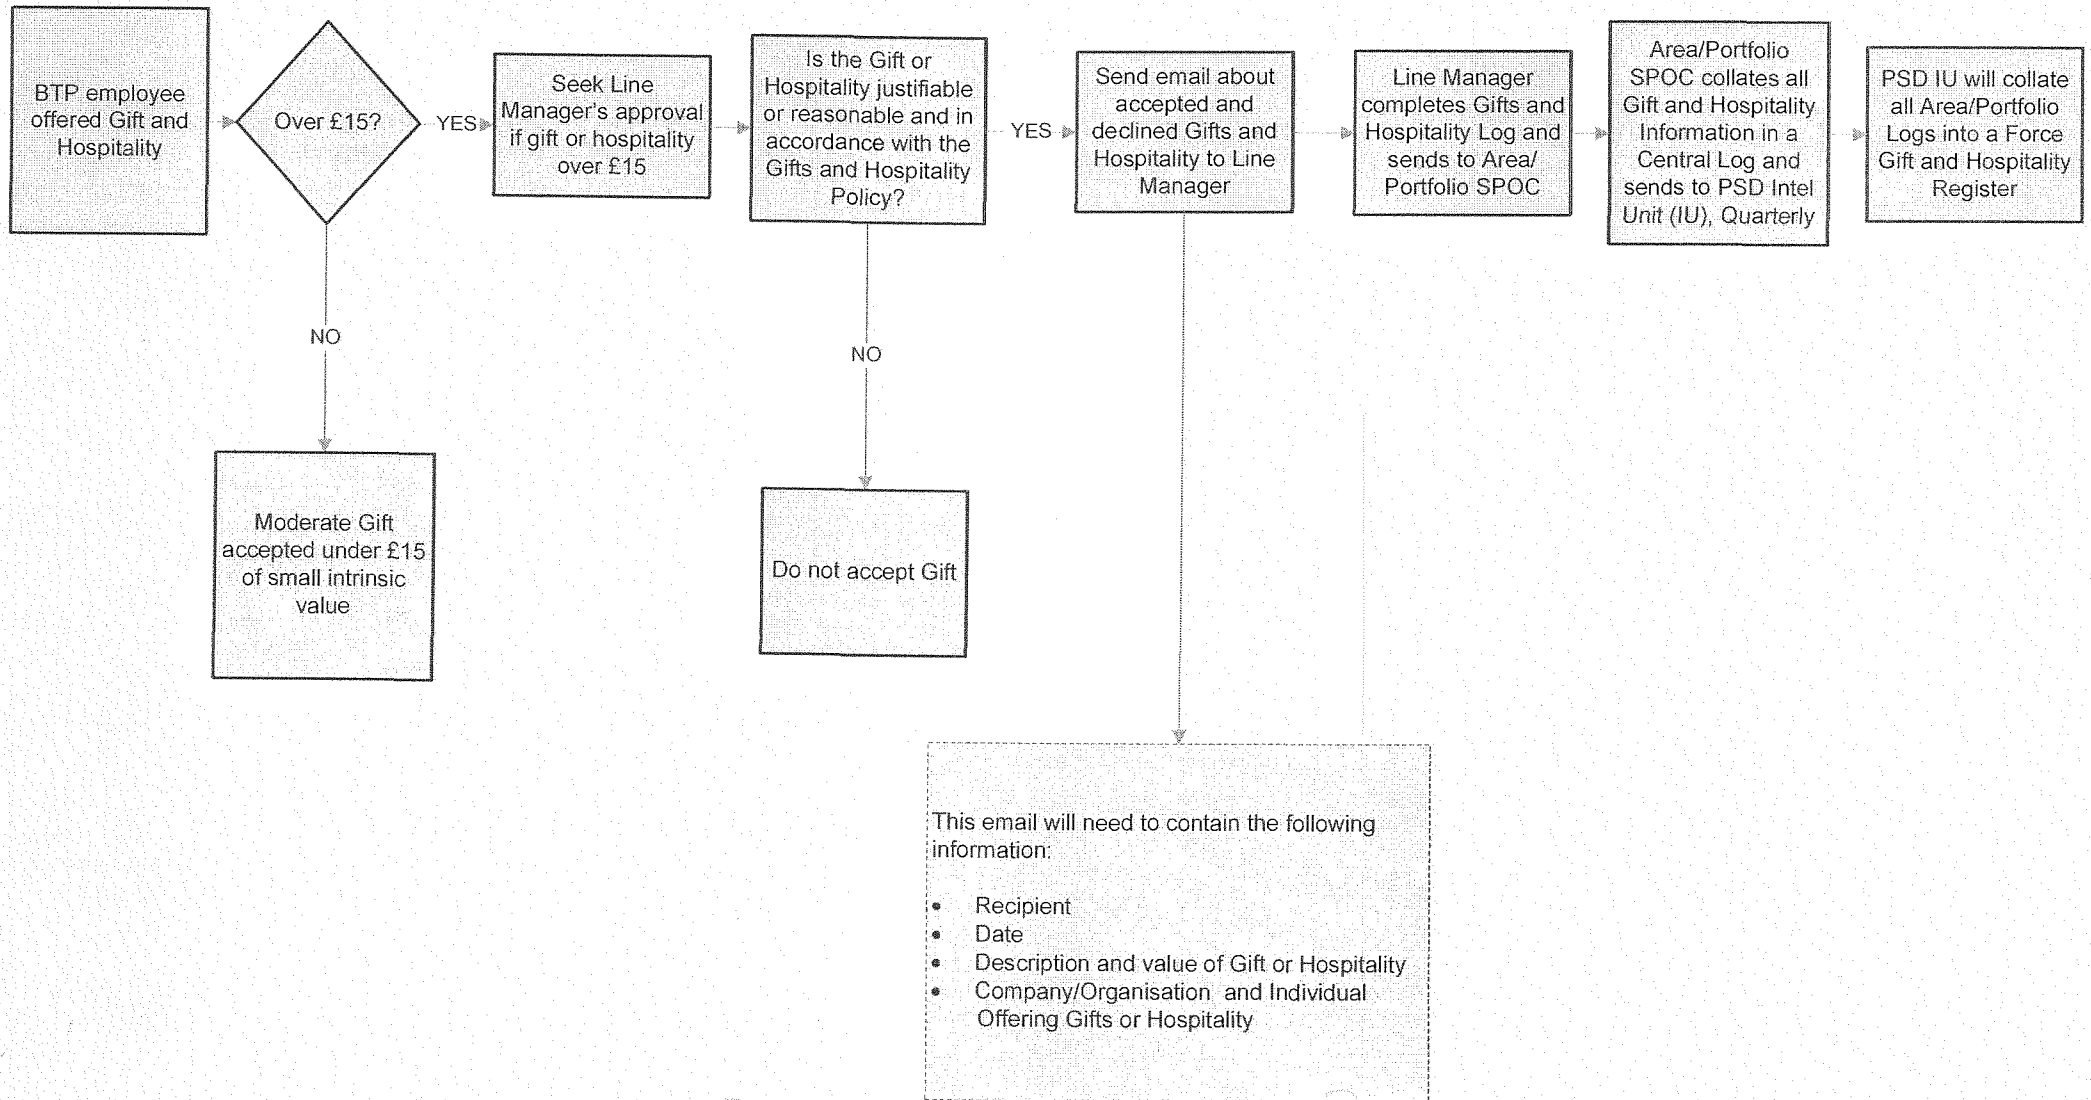 BTP employee
offered Gift and
Hospitality
Over £15?
YES
Seek Line
Manager's approval
if gift or hospitality
over £15
Is the Gift or
Hospitality justifiable
or reasonable and in
accordance with the
Gifts and Hospitality
Policy?
YES
Send email about
accepted and
declined Gifts and
Hospitality to Line
Manager
Line Manager
completes Gifts and
Hospitality Log and
sends to Area/
Portfolio SPOC
Area/Portfolio
SPOC collates all
Gift and Hospitality
Information in a
Central Log and
sends to PSD Intel
Unit (IU), Quarterly
PSD IU will collate
all Area/Portfolio
Logs into a Force
Gift and Hospitality
Register
NO
NO
Moderate Gift
accepted under £15
of small intrinsic
value
Do not accept Gift
This email will need to contain the following
information:
• Recipient
• Date
• Description and value of Gift or Hospitality
• Company/Organisation and Individual
Offering Gifts or Hospitality